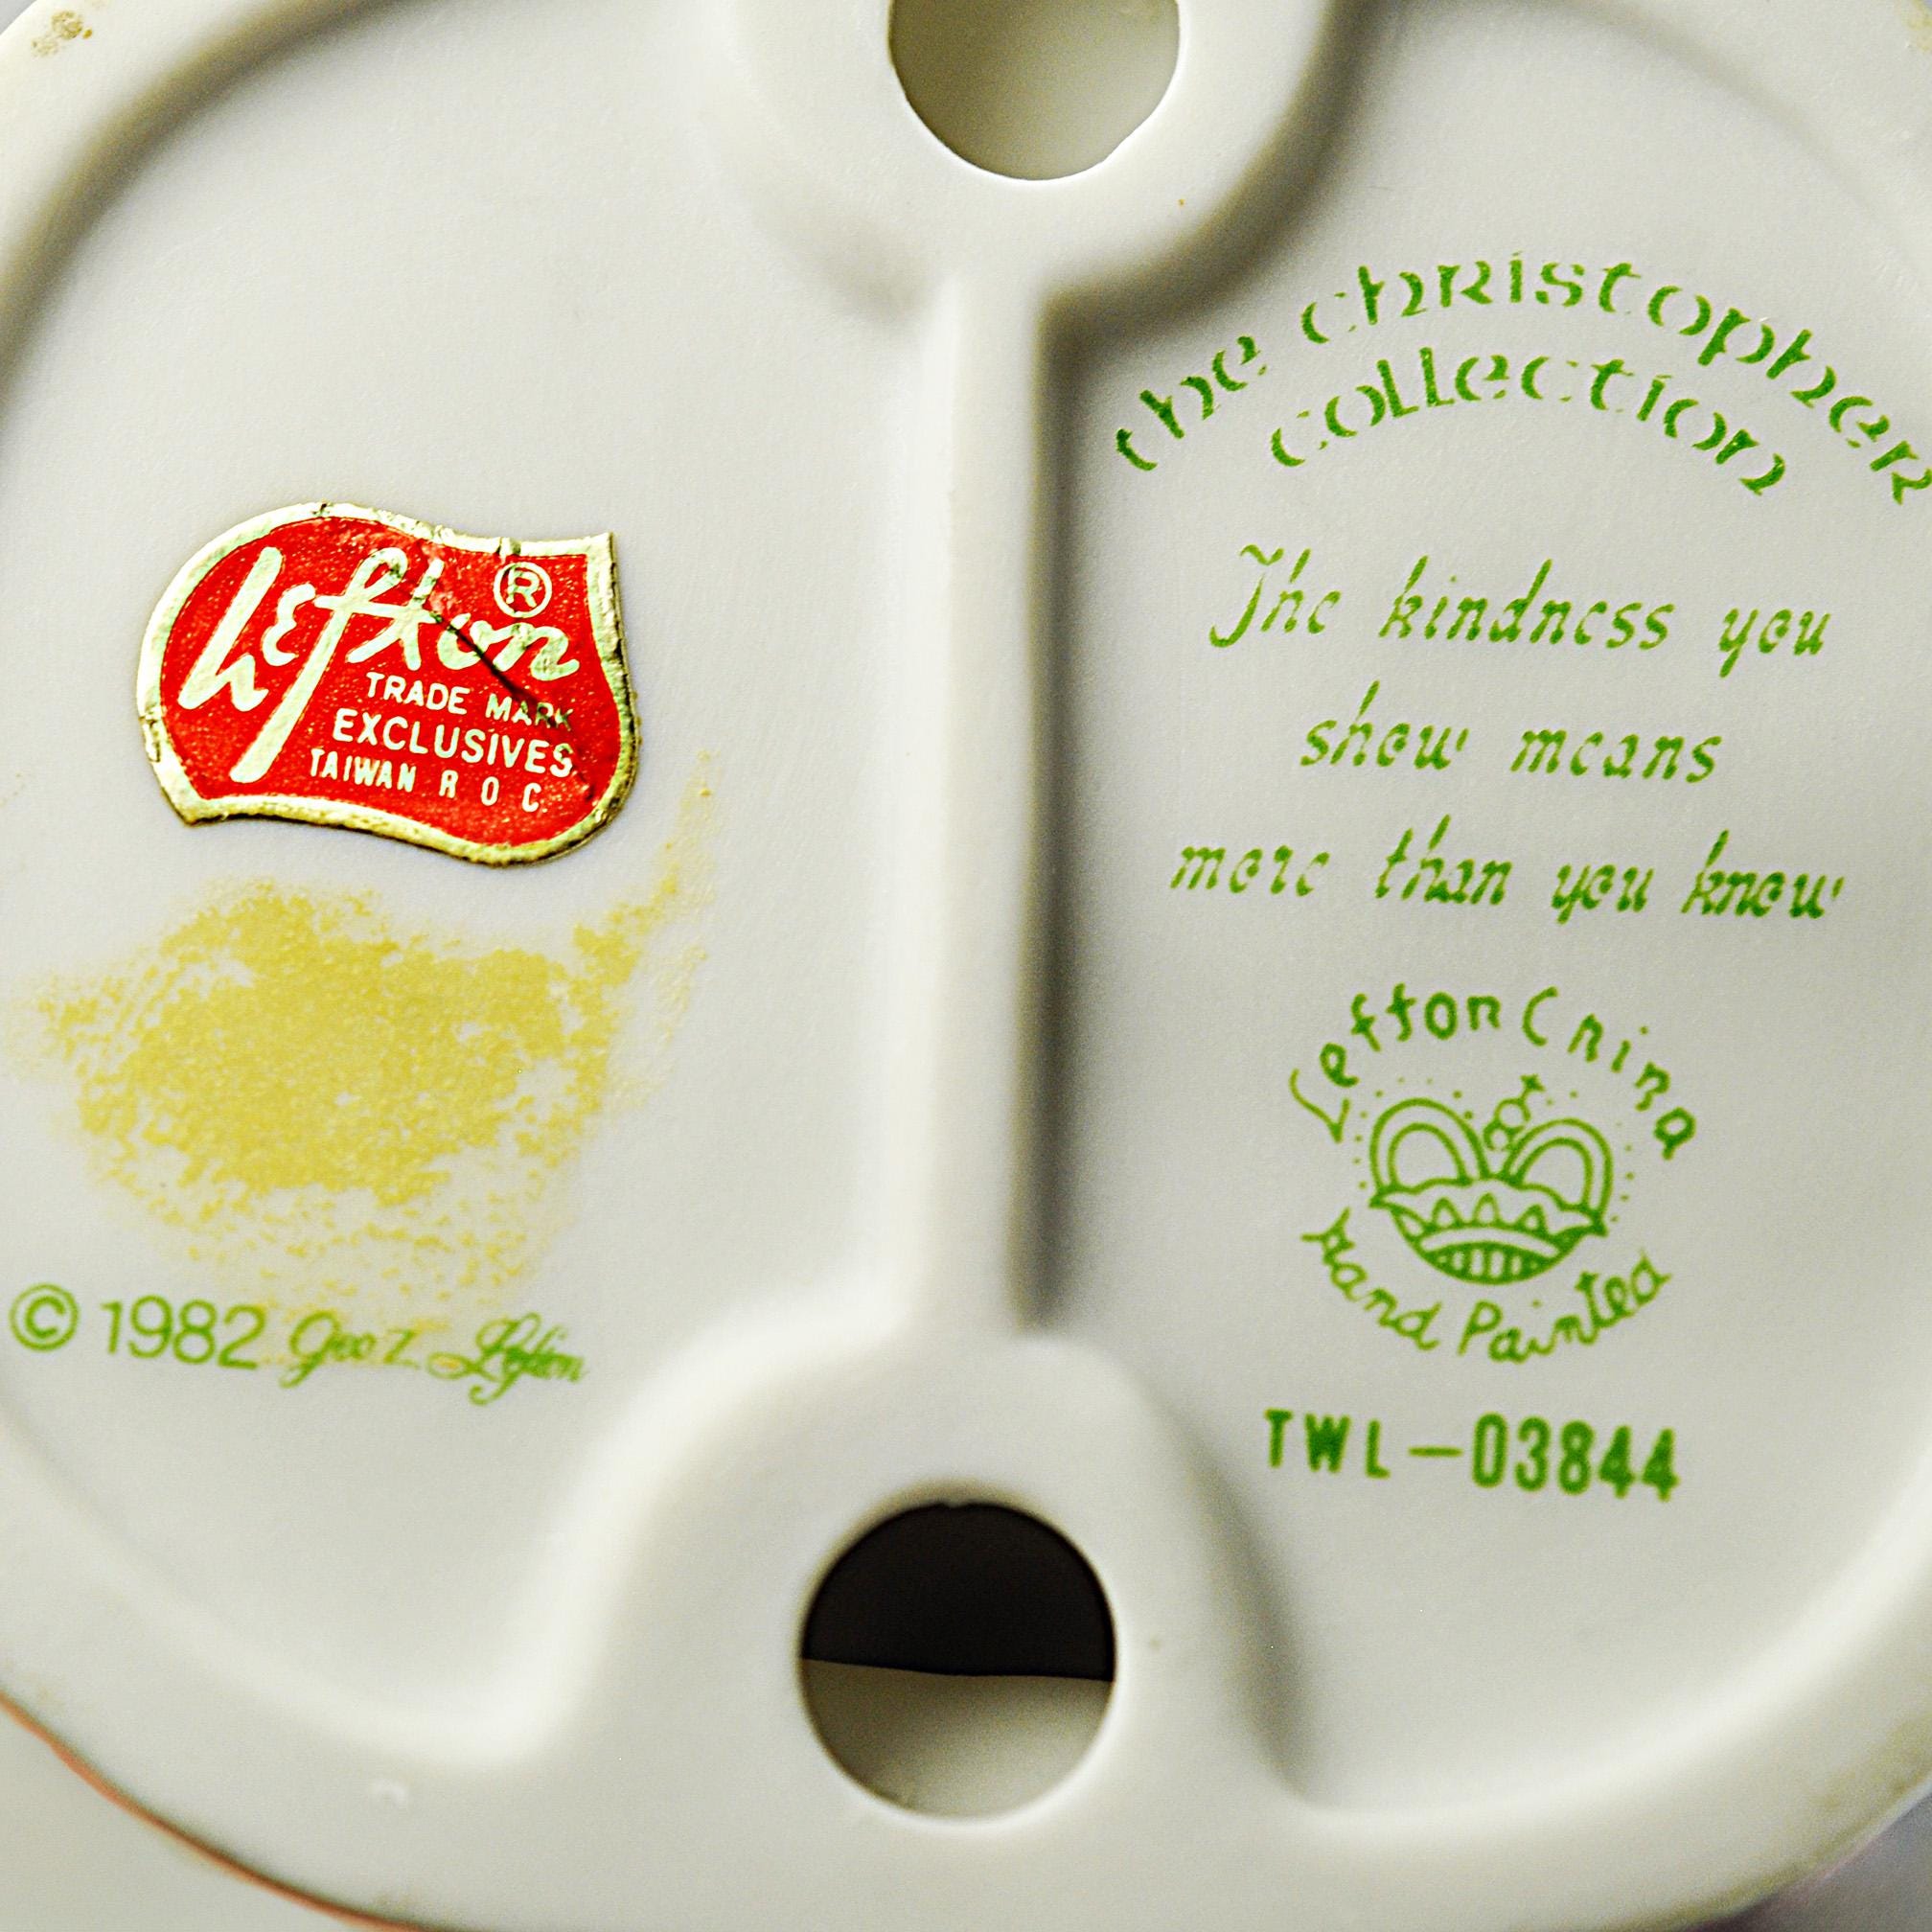 Lefton ®
TRADE MARK
EXCLUSIVES
TAIWAN R O C
© 1982 Geo Z. Lefton
the christopher
collection
The kindness you
show means
more than you know
Lefton China
Hand Painted
TWL-03844